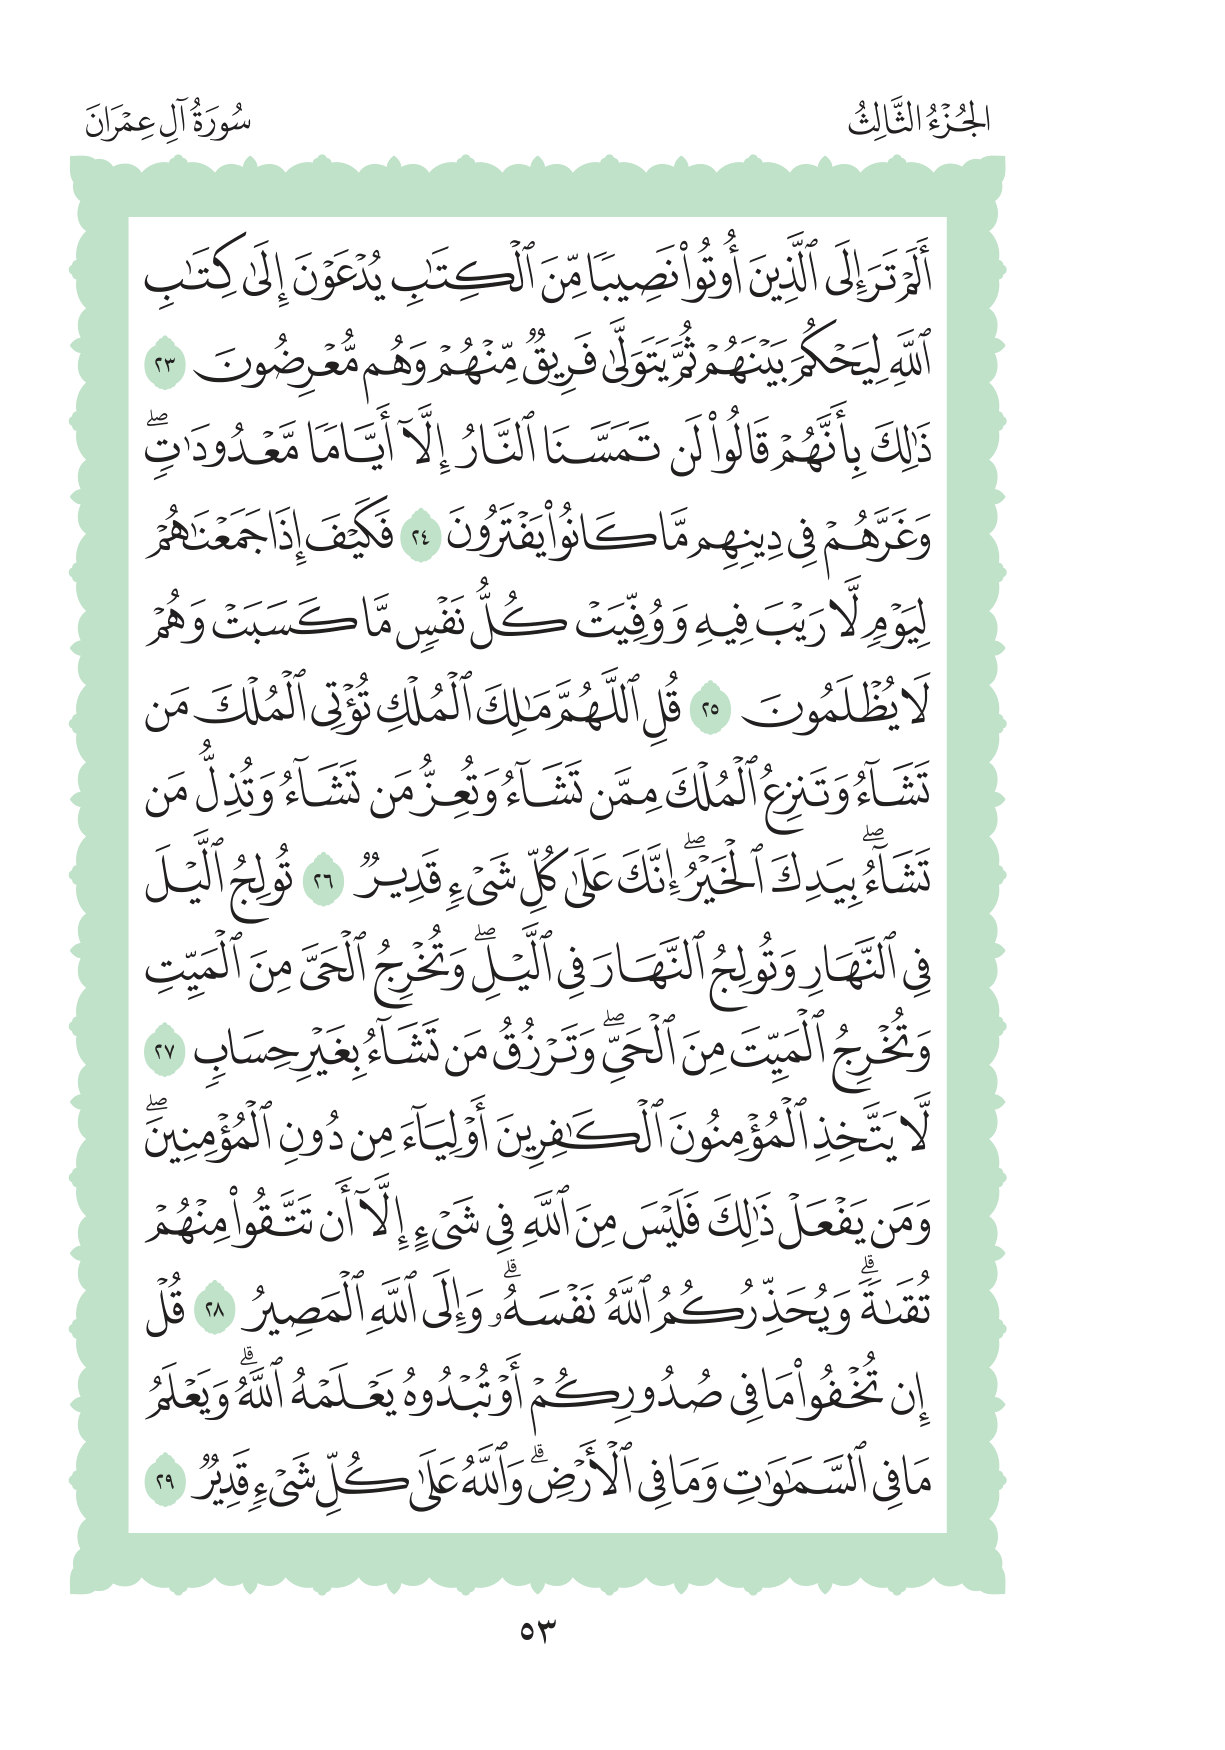 الجُزْءُ الثَّالِثُ
سُورَةُ آلِ عِمْرَانَ
أَلَمْ تَرَ إِلَى ٱلَّذِينَ أُوتُوا۟ نَصِيبًا مِّنَ ٱلْكِتَـٰبِ يُدْعَوْنَ إِلَىٰ كِتَـٰبِ
ٱللَّهِ لِيَحْكُمَ بَيْنَهُمْ ثُمَّ يَتَوَلَّىٰ فَرِيقٌ مِّنْهُمْ وَهُم مُّعْرِضُونَ ٢٣
ذَٰلِكَ بِأَنَّهُمْ قَالُوا۟ لَن تَمَسَّنَا ٱلنَّارُ إِلَّآ أَيَّامًا مَّعْدُودَٰتٍ ۖ
وَغَرَّهُمْ فِى دِينِهِم مَّا كَانُوا۟ يَفْتَرُونَ ٢٤ فَكَيْفَ إِذَا جَمَعْنَـٰهُمْ
لِيَوْمٍ لَّا رَيْبَ فِيهِ وَوُفِّيَتْ كُلُّ نَفْسٍ مَّا كَسَبَتْ وَهُمْ
لَا يُظْلَمُونَ ٢٥ قُلِ ٱللَّهُمَّ مَـٰلِكَ ٱلْمُلْكِ تُؤْتِى ٱلْمُلْكَ مَن
تَشَآءُ وَتَنزِعُ ٱلْمُلْكَ مِمَّن تَشَآءُ وَتُعِزُّ مَن تَشَآءُ وَتُذِلُّ مَن
تَشَآءُ ۖ بِيَدِكَ ٱلْخَيْرُ ۖ إِنَّكَ عَلَىٰ كُلِّ شَىْءٍ قَدِيرٌ ٢٦ تُولِجُ ٱلَّيْلَ
فِى ٱلنَّهَارِ وَتُولِجُ ٱلنَّهَارَ فِى ٱلَّيْلِ ۖ وَتُخْرِجُ ٱلْحَىَّ مِنَ ٱلْمَيِّتِ
وَتُخْرِجُ ٱلْمَيِّتَ مِنَ ٱلْحَىِّ ۖ وَتَرْزُقُ مَن تَشَآءُ بِغَيْرِ حِسَابٍ ٢٧
لَّا يَتَّخِذِ ٱلْمُؤْمِنُونَ ٱلْكَـٰفِرِينَ أَوْلِيَآءَ مِن دُونِ ٱلْمُؤْمِنِينَ ۖ
وَمَن يَفْعَلْ ذَٰلِكَ فَلَيْسَ مِنَ ٱللَّهِ فِى شَىْءٍ إِلَّآ أَن تَتَّقُوا۟ مِنْهُمْ
تُقَىٰةً ۗ وَيُحَذِّرُكُمُ ٱللَّهُ نَفْسَهُۥ ۗ وَإِلَى ٱللَّهِ ٱلْمَصِيرُ ٢٨ قُلْ
إِن تُخْفُوا۟ مَا فِى صُدُورِكُمْ أَوْ تُبْدُوهُ يَعْلَمْهُ ٱللَّهُ ۗ وَيَعْلَمُ
مَا فِى ٱلسَّمَـٰوَٰتِ وَمَا فِى ٱلْأَرْضِ ۗ وَٱللَّهُ عَلَىٰ كُلِّ شَىْءٍ قَدِيرٌ ٢٩
٥٣